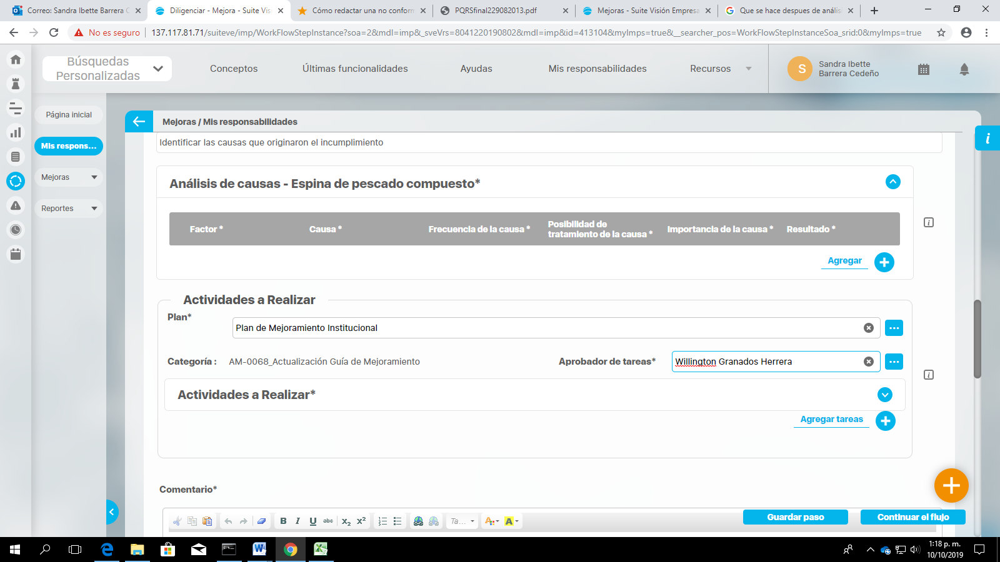 Correo: Sandra Ibette Barrera C
Diligenciar - Mejora - Suite Vis
Cómo redactar una no conform
PQRSfinal229082013.pdf
Mejoras - Suite Visión Empresa
Que se hace despues de anális
No es seguro
137.117.81.71/suiteve/imp/WorkFlowStepInstance?soa=2&mdl=imp&_sveVrs=8041220190802&mdl=imp&id=413104&myImps=true&__searcher_pos=WorkFlowStepInstanceSoa_srid:0&myImps=true
Búsquedas
Personalizadas
Conceptos
Últimas funcionalidades
Ayudas
Mis responsabilidades
Recursos
S
Sandra Ibette
Barrera Cedeño
Página inicial
Mis respons...
Mejoras
Reportes
Mejoras / Mis responsabilidades
i
Identificar las causas que originaron el incumplimiento
Análisis de causas - Espina de pescado compuesto*
Factor *
Causa *
Frecuencia de la causa *
Posibilidad de
tratamiento de la causa *
Importancia de la causa *
Resultado *
i
Agregar
Actividades a Realizar
Plan*
Plan de Mejoramiento Institucional
Categoría :
AM-0068_Actualización Guía de Mejoramiento
Aprobador de tareas*
Willington Granados Herrera
i
Actividades a Realizar*
Agregar tareas
Comentario*
B I U abc x₂ x² Ta... A A
Guardar paso
Continuar el flujo
1:18 p. m.
10/10/2019